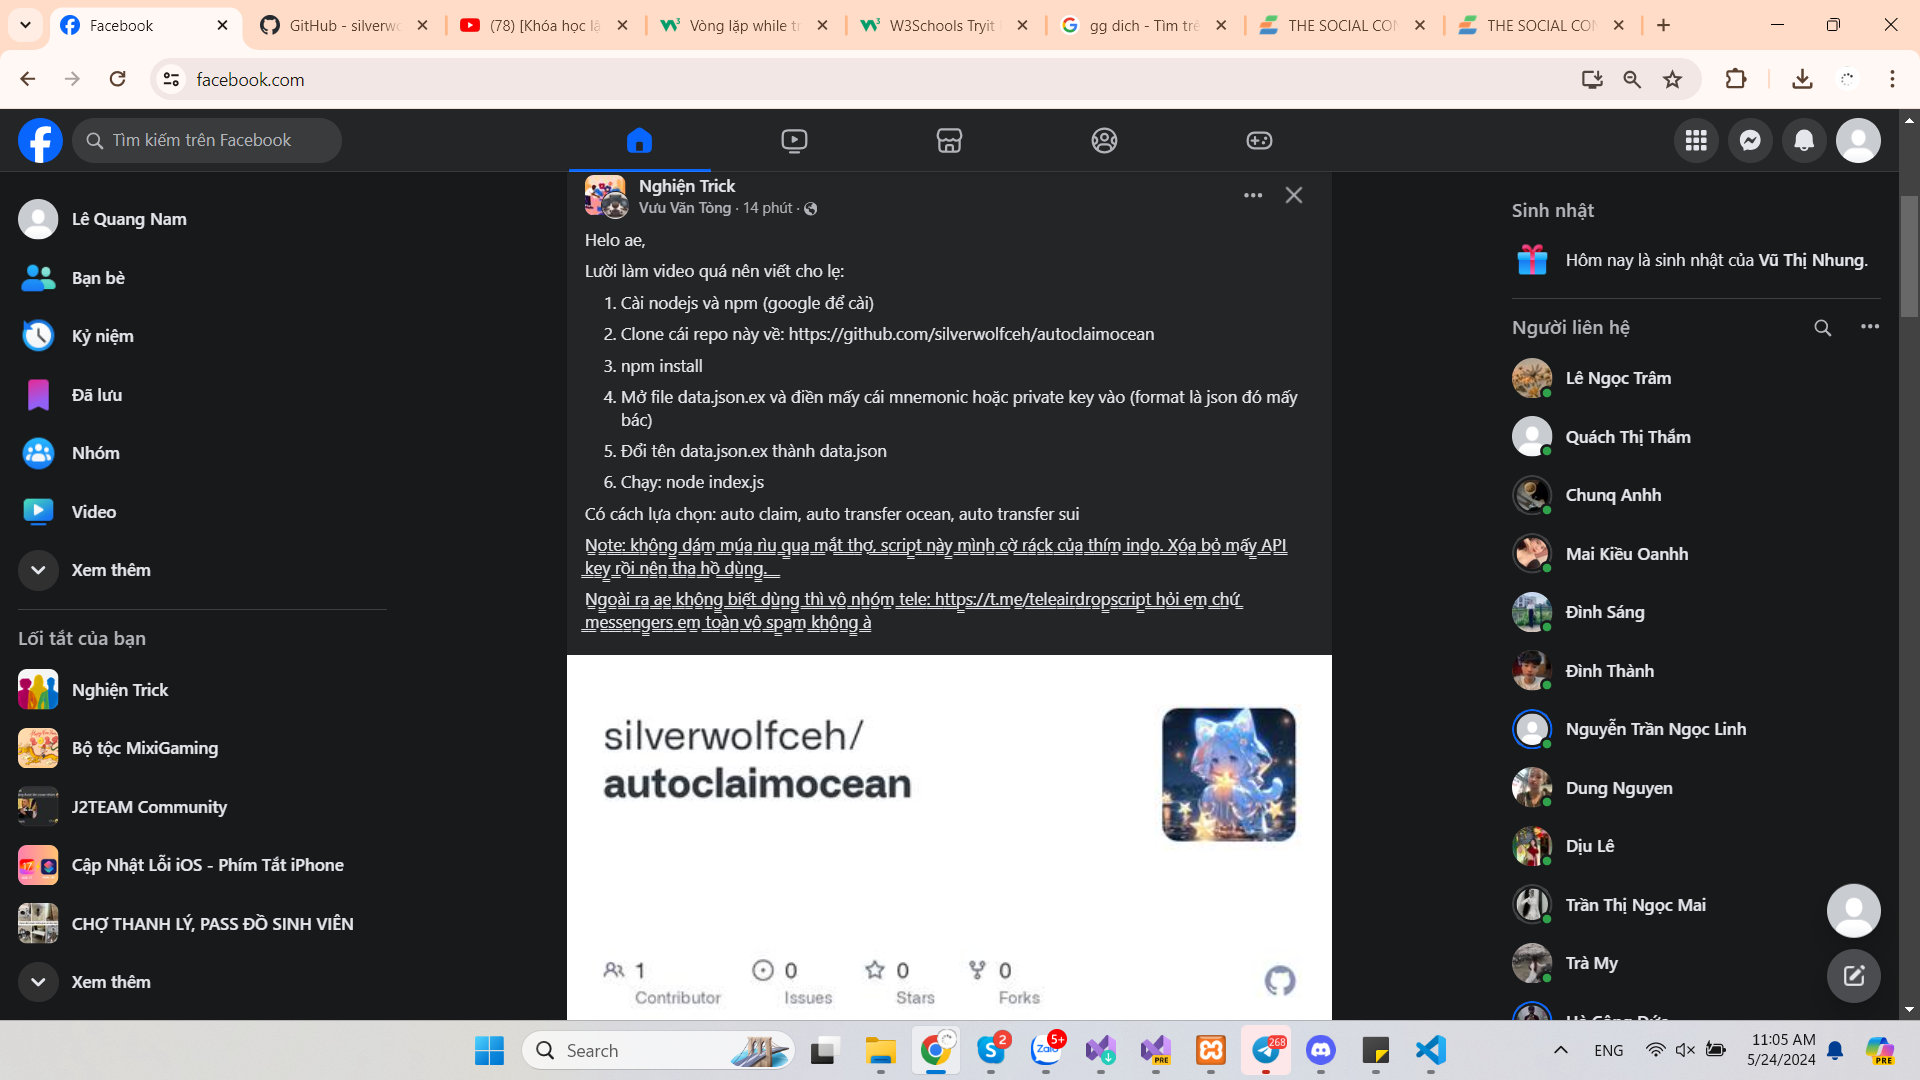 Facebook
GitHub - silverwo
(78) [Khóa học lậ
Vòng lặp while tr
W3Schools Tryit
gg dich - Tìm trê
THE SOCIAL CON
THE SOCIAL CON
facebook.com
Tìm kiếm trên Facebook
Lê Quang Nam
Bạn bè
Kỷ niệm
Đã lưu
Nhóm
Video
Xem thêm
Lối tắt của bạn
Nghiện Trick
Bộ tộc MixiGaming
J2TEAM Community
Cập Nhật Lỗi iOS - Phím Tắt iPhone
CHỢ THANH LÝ, PASS ĐỒ SINH VIÊN
Xem thêm
Nghiện Trick
Vưu Văn Tòng · 14 phút ·
Helo ae,
Lười làm video quá nên viết cho lẹ:
1. Cài nodejs và npm (google để cài)
2. Clone cái repo này về: https://github.com/silverwolfceh/autoclaimocean
3. npm install
4. Mở file data.json.ex và điền mấy cái mnemonic hoặc private key vào (format là json đó mấy
bác)
5. Đổi tên data.json.ex thành data.json
6. Chạy: node index.js
Có cách lựa chọn: auto claim, auto transfer ocean, auto transfer sui
Note: không dám múa rìu qua mắt thợ, script này mình cờ rắck của thím indo. Xóa bỏ mấy API
key rồi nên tha hồ dùng.
Ngoài ra ae không biết dùng thì vô nhóm tele: https://t.me/teleairdropscript hỏi em chứ
messengers em toàn vô spam không à
silverwolfceh/
autoclaimocean
1
Contributor
0
Issues
0
Stars
0
Forks
Sinh nhật
Hôm nay là sinh nhật của Vũ Thị Nhung.
Người liên hệ
Lê Ngọc Trâm
Quách Thị Thắm
Chunq Anhh
Mai Kiều Oanhh
Đình Sáng
Đình Thành
Nguyễn Trần Ngọc Linh
Dung Nguyen
Dịu Lê
Trần Thị Ngọc Mai
Trà My
Search
2
5+
Zalo
PRE
268
ENG
11:05 AM
5/24/2024
PRE